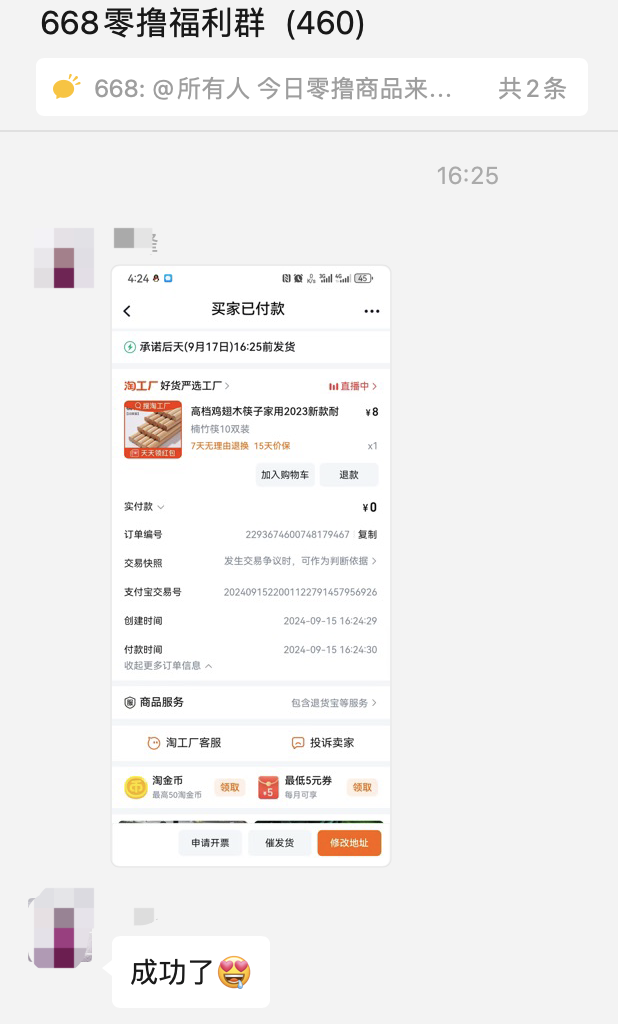 668零撸福利群（460）
668: @所有人 今日零撸商品来... 共2条
16:25
4:24 45
买家已付款
承诺后天(9月17日)16:25前发货
淘工厂 好货严选工厂 直播中
搜淘工厂
高档鸡翅木筷子家用2023新款耐 ¥8
楠竹筷10双装
7天无理由退换 15天价保 x1
天天领红包
加入购物车 退款
实付款 ¥0
订单编号 2293674600748179467 复制
交易快照 发生交易争议时，可作为判断依据
支付宝交易号 2024091522001122791457956926
创建时间 2024-09-15 16:24:29
付款时间 2024-09-15 16:24:30
收起更多订单信息
商品服务 包含退货宝等服务
淘工厂客服 投诉卖家
淘金币 领取 ¥5 最低5元券 领取
最高50淘金币 每月可享
申请开票 催发货 修改地址
成功了